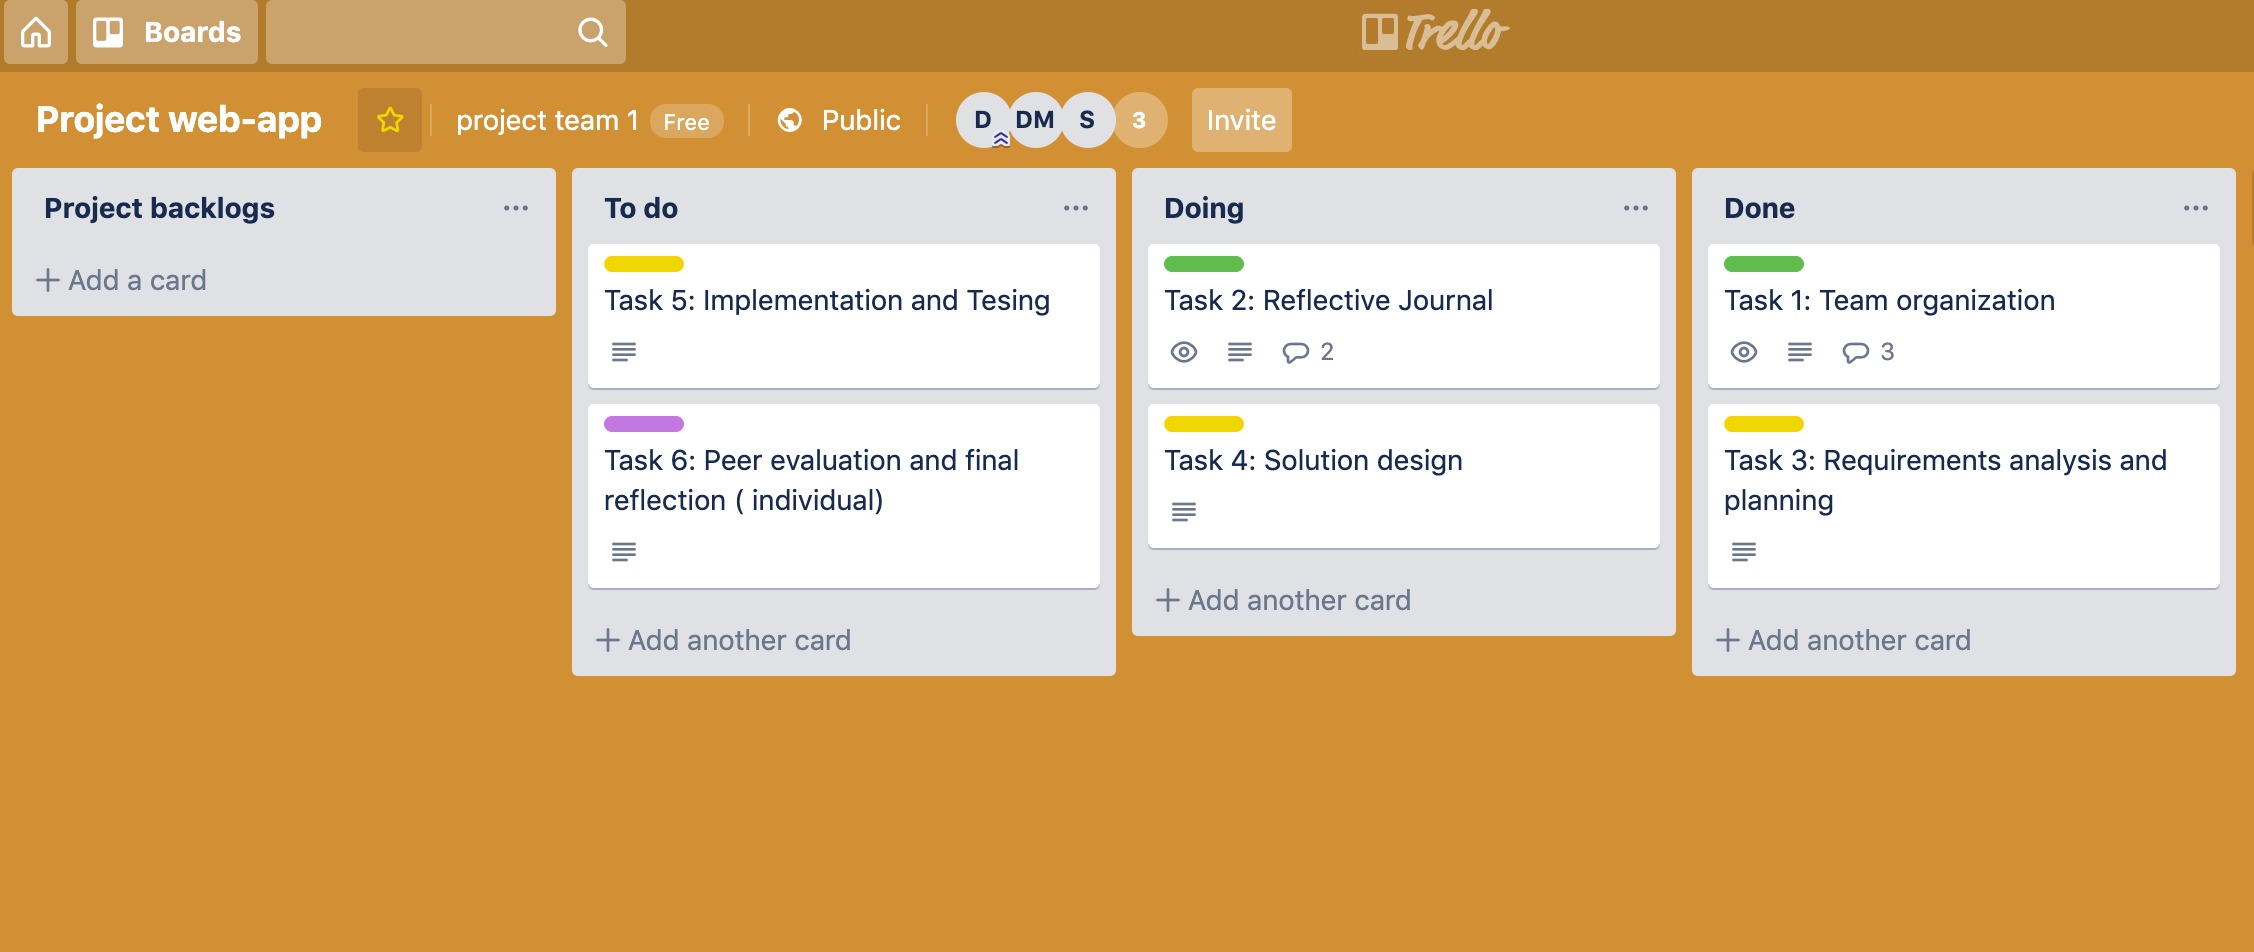 Boards
Trello
Project web-app
project team 1 Free
Public
D DM S 3
Invite
Project backlogs
Add a card
To do
Task 5: Implementation and Tesing
Task 6: Peer evaluation and final
reflection ( individual)
Add another card
Doing
Task 2: Reflective Journal
2
Task 4: Solution design
Add another card
Done
Task 1: Team organization
3
Task 3: Requirements analysis and
planning
Add another card